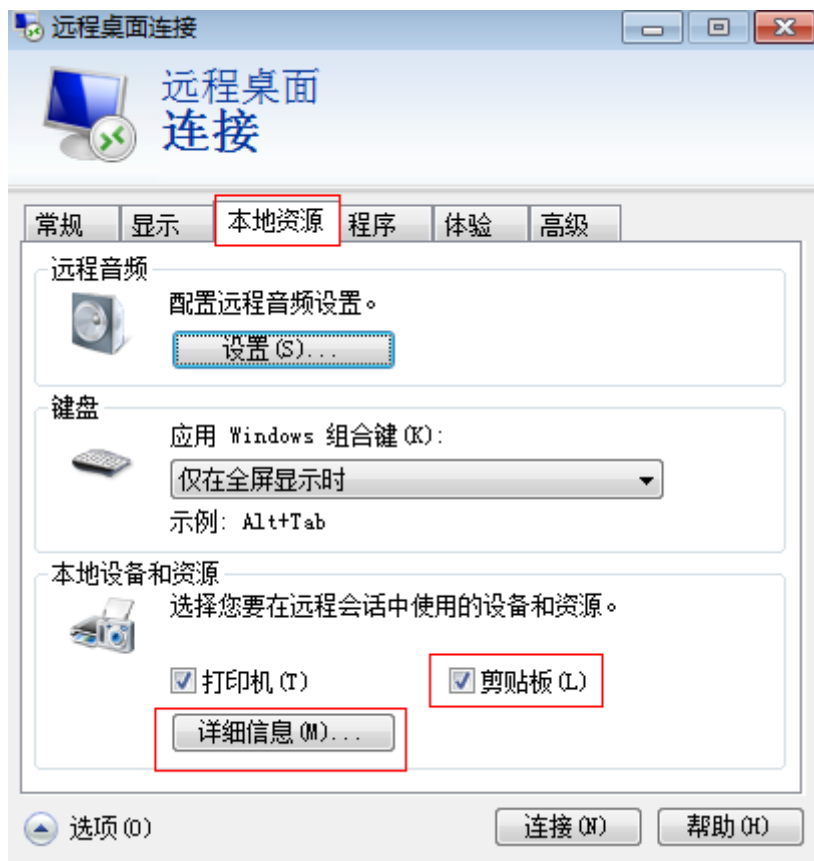 远程桌面连接
远程桌面
连接
常规 显示 本地资源 程序 体验 高级
远程音频
配置远程音频设置。
设置(S)...
键盘
应用 Windows 组合键(K):
仅在全屏显示时
示例: Alt+Tab
本地设备和资源
选择您要在远程会话中使用的设备和资源。
打印机(T) 剪贴板(L)
详细信息(M)...
选项(O) 连接(N) 帮助(H)